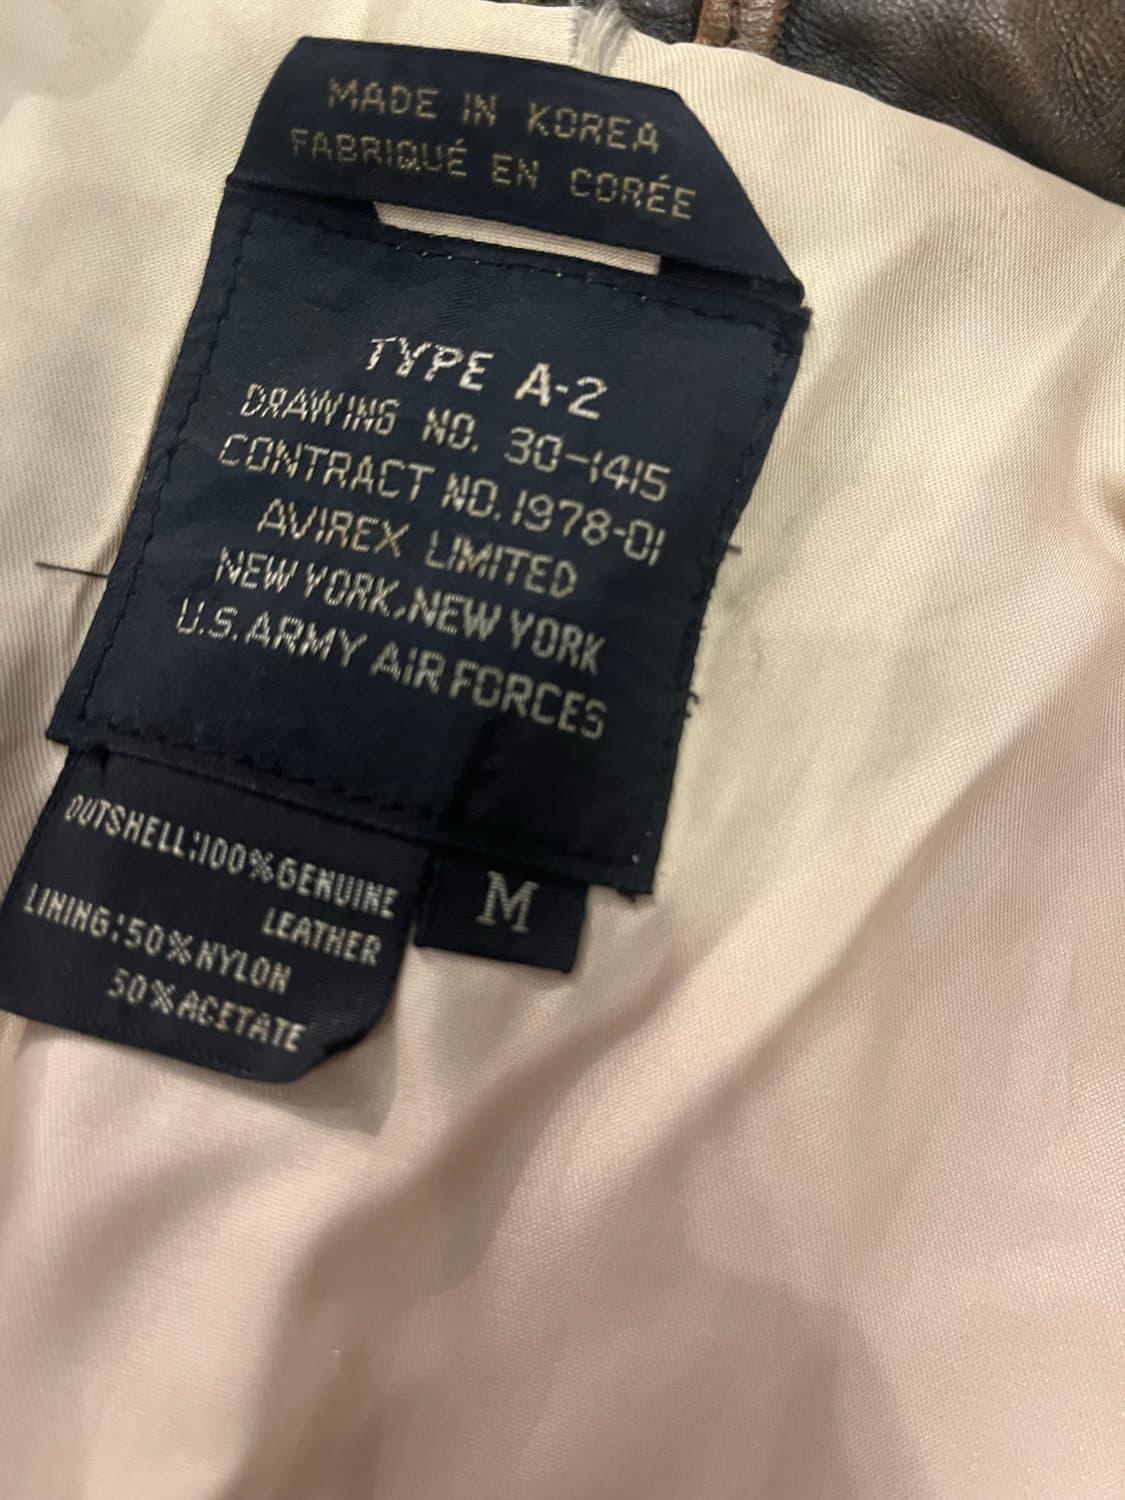 MADE IN KOREA
FABRIQUÉ EN CORÉE
TYPE A-2
DRAWING NO. 30-1415
CONTRACT NO. 1978-01
AVIREX LIMITED
NEW YORK, NEW YORK
U.S. ARMY AIR FORCES
OUTSHELL:100%GENUINE
LEATHER
LINING:50%NYLON
50%ACETATE
M